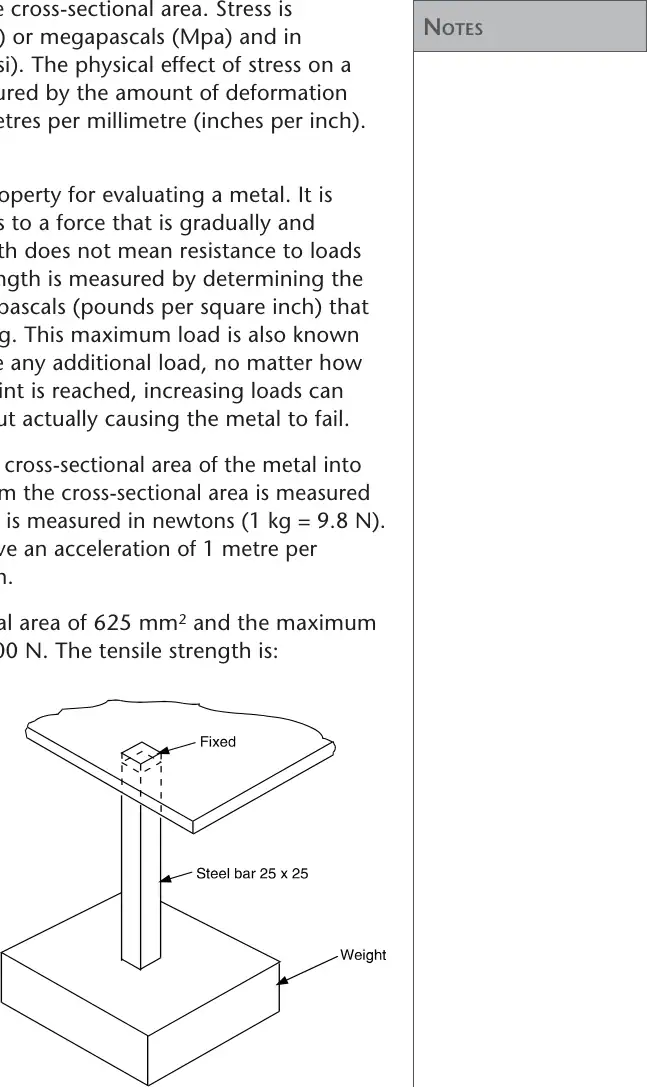 e cross-sectional area. Stress is
) or megapascals (Mpa) and in
si). The physical effect of stress on a
ured by the amount of deformation
etres per millimetre (inches per inch).
operty for evaluating a metal. It is
s to a force that is gradually and
th does not mean resistance to loads
ngth is measured by determining the
pascals (pounds per square inch) that
g. This maximum load is also known
e any additional load, no matter how
int is reached, increasing loads can
ut actually causing the metal to fail.
cross-sectional area of the metal into
m the cross-sectional area is measured
is measured in newtons (1 kg = 9.8 N).
ve an acceleration of 1 metre per
n.
al area of 625 mm² and the maximum
00 N. The tensile strength is:
Fixed
Steel bar 25 x 25
Weight
NOTES